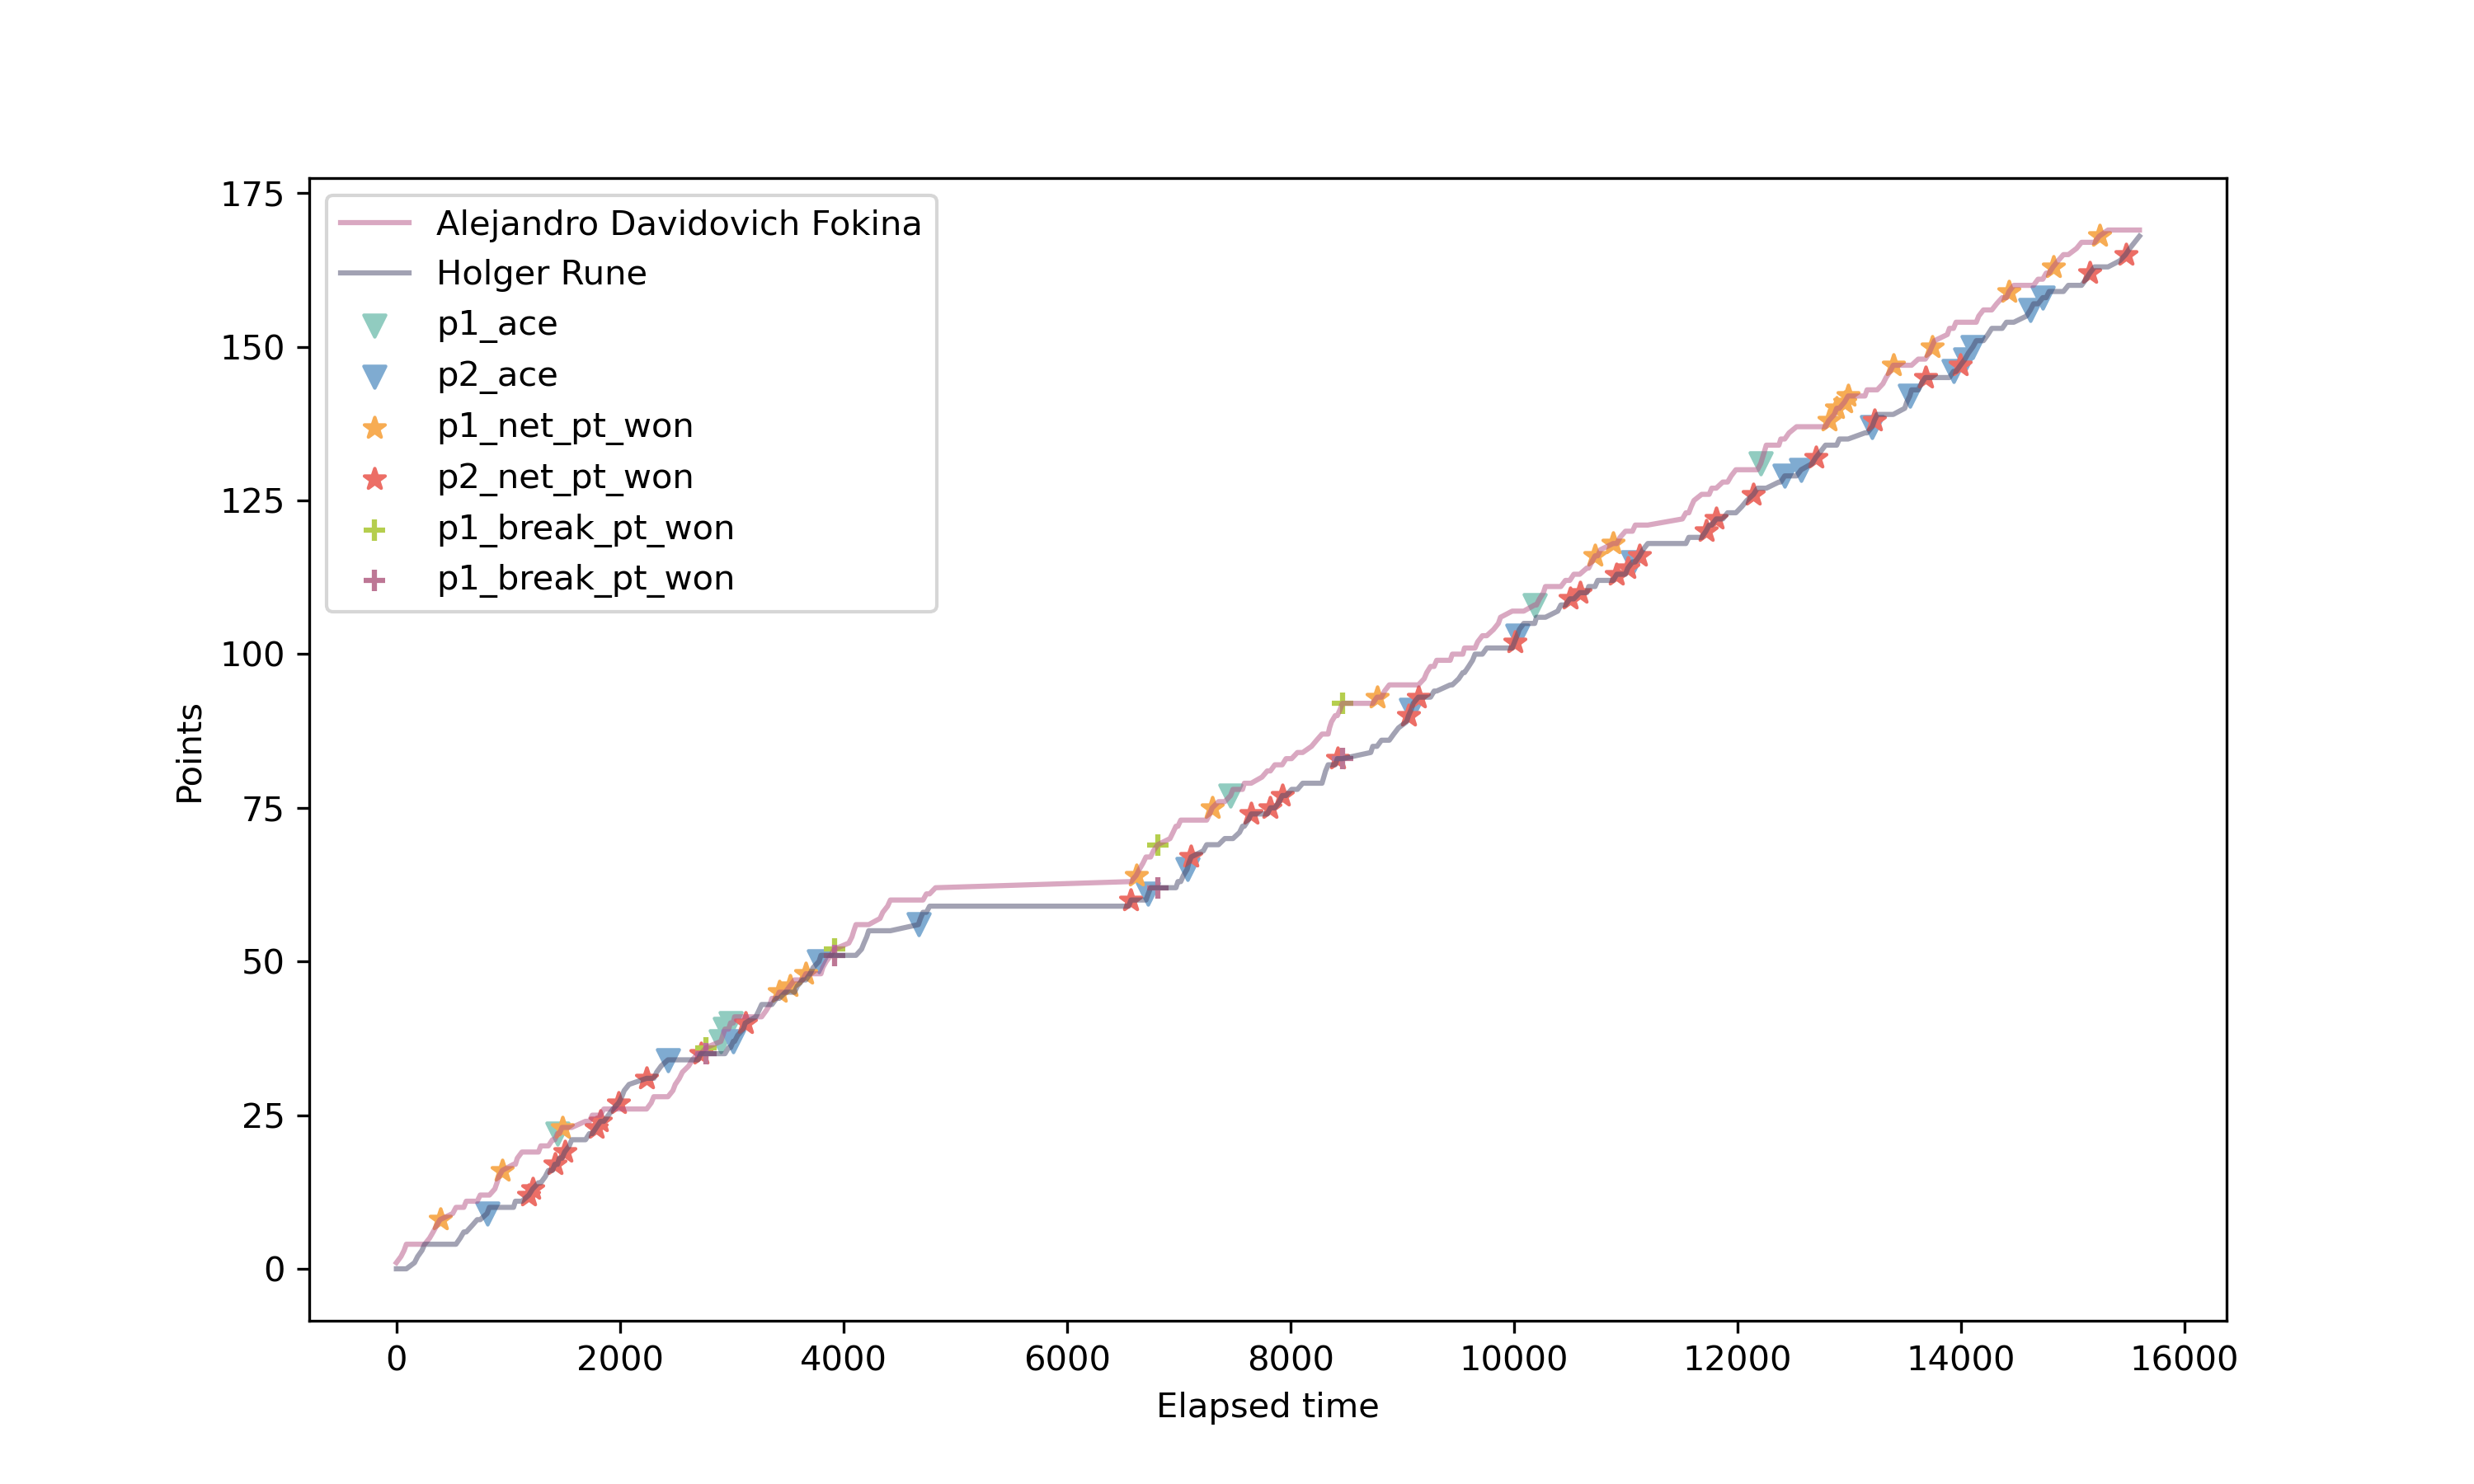 175
150
125
100
75
50
25
0
Points
Alejandro Davidovich Fokina
Holger Rune
p1_ace
p2_ace
p1_net_pt_won
p2_net_pt_won
p1_break_pt_won
p1_break_pt_won
0 2000 4000 6000 8000 10000 12000 14000 16000
Elapsed time